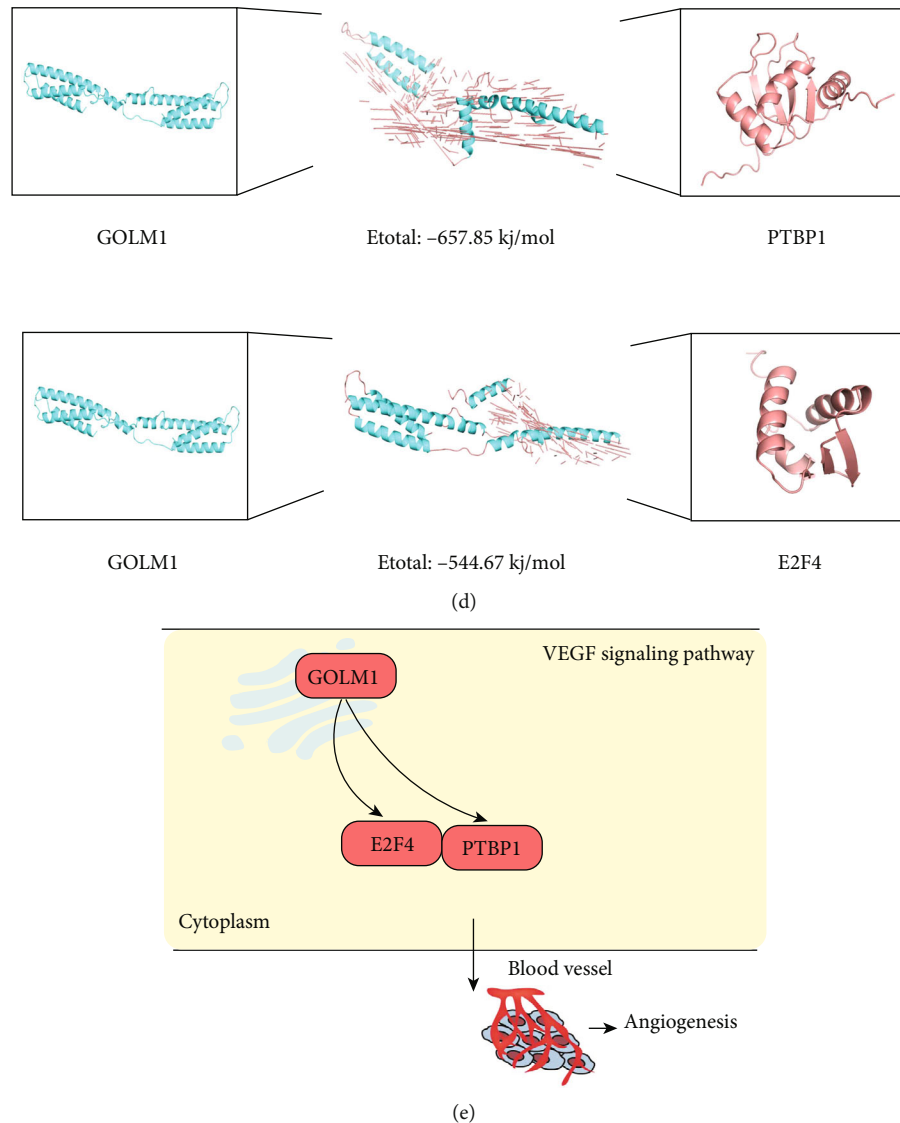 GOLM1
Etotal: –657.85 kj/mol
PTBP1
GOLM1
Etotal: –544.67 kj/mol
E2F4
(d)
VEGF signaling pathway
GOLM1
E2F4
PTBP1
Cytoplasm
Blood vessel
Angiogenesis
(e)